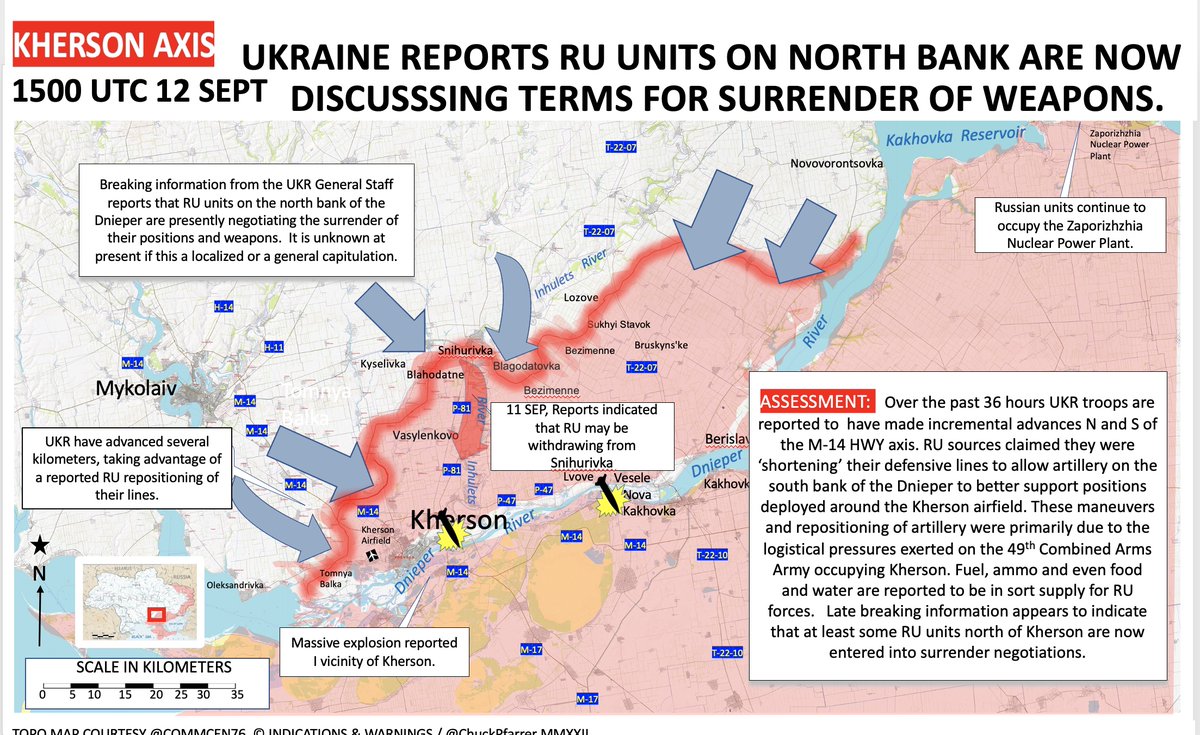 KHERSON AXIS
1500 UTC 12 SEPT
UKRAINE REPORTS RU UNITS ON NORTH BANK ARE NOW
DISCUSSSING TERMS FOR SURRENDER OF WEAPONS.
Breaking information from the UKR General Staff
reports that RU units on the north bank of the
Dnieper are presently negotiating the surrender of
their positions and weapons. It is unknown at
present if this a localized or a general capitulation.
T-22-07
Kakhovka Reservoir
Zaporizhzhia
Nuclear Power
Plant
Novovorontsovka
Russian units continue to
occupy the Zaporizhzhia
Nuclear Power Plant.
T-22-07
Inhulets River
H-14
Lozove
River
Sukhyi Stavok
H-11
Snihurivka
Bezimenne
Bruskyns'ke
M-14
Kyselivka
Blagodatovka
T-22-07
Blahodatne
Mykolaiv
Bezimenne
M-14
P-81
River
11 SEP, Reports indicated
that RU may be
withdrawing from
Snihurivka
M-14
Vasylenkovo
UKR have advanced several
kilometers, taking advantage of
a reported RU repositioning of
their lines.
Berislav
Dnieper
P-81
Inhulets
M-14
Lvove
Vesele
Kakhovk
P-47
P-47
Nova
Kakhovka
M-14
Kherson
River
Kherson
Airfield
M-14
M-14
T-22-10
Dnieper
M-14
Tomnya
Balka
Oleksandrivka
N
UKRAINE
RUSSIA
ASSESSMENT: Over the past 36 hours UKR troops are
reported to have made incremental advances N and S of
the M-14 HWY axis. RU sources claimed they were
‘shortening’ their defensive lines to allow artillery on the
south bank of the Dnieper to better support positions
deployed around the Kherson airfield. These maneuvers
and repositioning of artillery were primarily due to the
logistical pressures exerted on the 49th Combined Arms
Army occupying Kherson. Fuel, ammo and even food
and water are reported to be in sort supply for RU
forces. Late breaking information appears to indicate
that at least some RU units north of Kherson are now
entered into surrender negotiations.
Massive explosion reported
I vicinity of Kherson.
M-17
T-22-10
M-17
SCALE IN KILOMETERS
0 5 10 15 20 25 30 35
TOPO MAP COURTESY @COMMCEN76 © INDICATIONS & WARNINGS / @ChuckPfarrer MMXXII